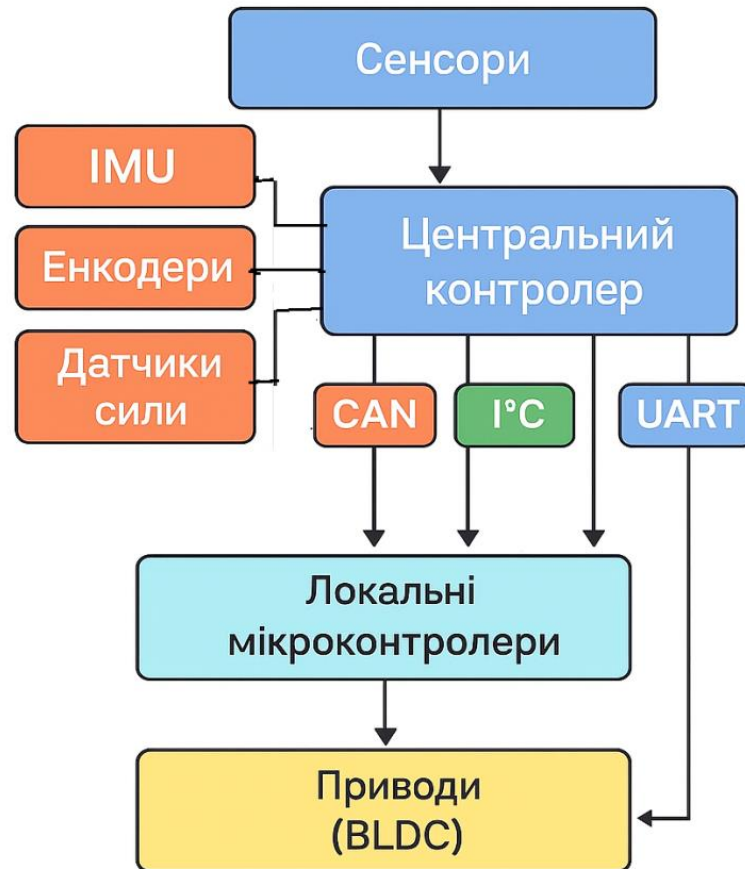 Сенсори
IMU
Енкодери
Датчики
сили
Центральний
контролер
CAN
I°C
UART
Локальні
мікроконтролери
Приводи
(BLDC)